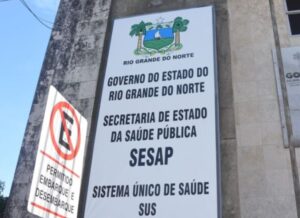 RIO GRANDE DO NORTE
GOVERNO DO ESTADO DO
RIO GRANDE DO NORTE
SECRETARIA DE ESTADO
DA SAÚDE PÚBLICA
SESAP
SISTEMA ÚNICO DE SAÚDE
SUS
E
PERMITIDO
EMBARQUE E
DESEMBARQUE